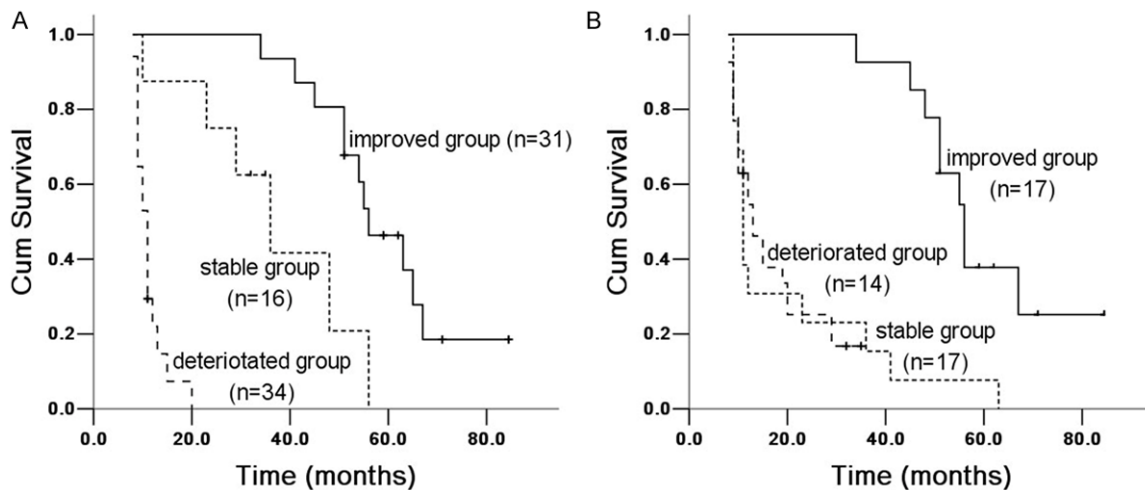 A
Cum Survival
1.0
0.8
0.6
0.4
0.2
0.0
improved group (n=31)
stable group
(n=16)
deteriotated group
(n=34)
0.0 20.0 40.0 60.0 80.0
Time (months)
B
Cum Survival
1.0
0.8
0.6
0.4
0.2
0.0
improved group
(n=17)
deteriorated group
(n=14)
stable group
(n=17)
0.0 20.0 40.0 60.0 80.0
Time (months)